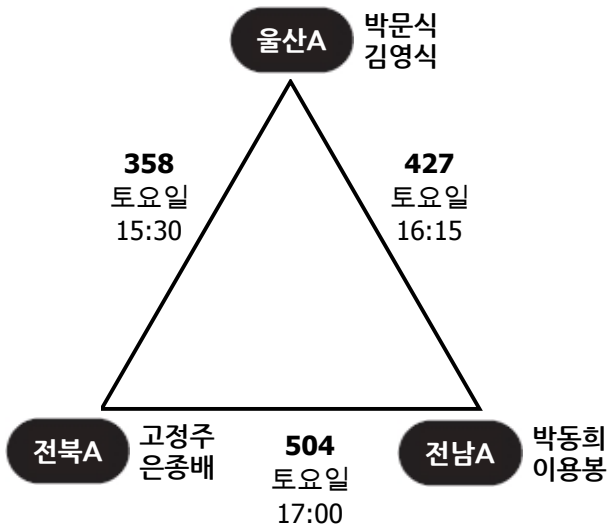 울산A
박문식
김영식
358
토요일
15:30
427
토요일
16:15
전북A
고정주
은종배
504
토요일
17:00
전남A
박동희
이용봉